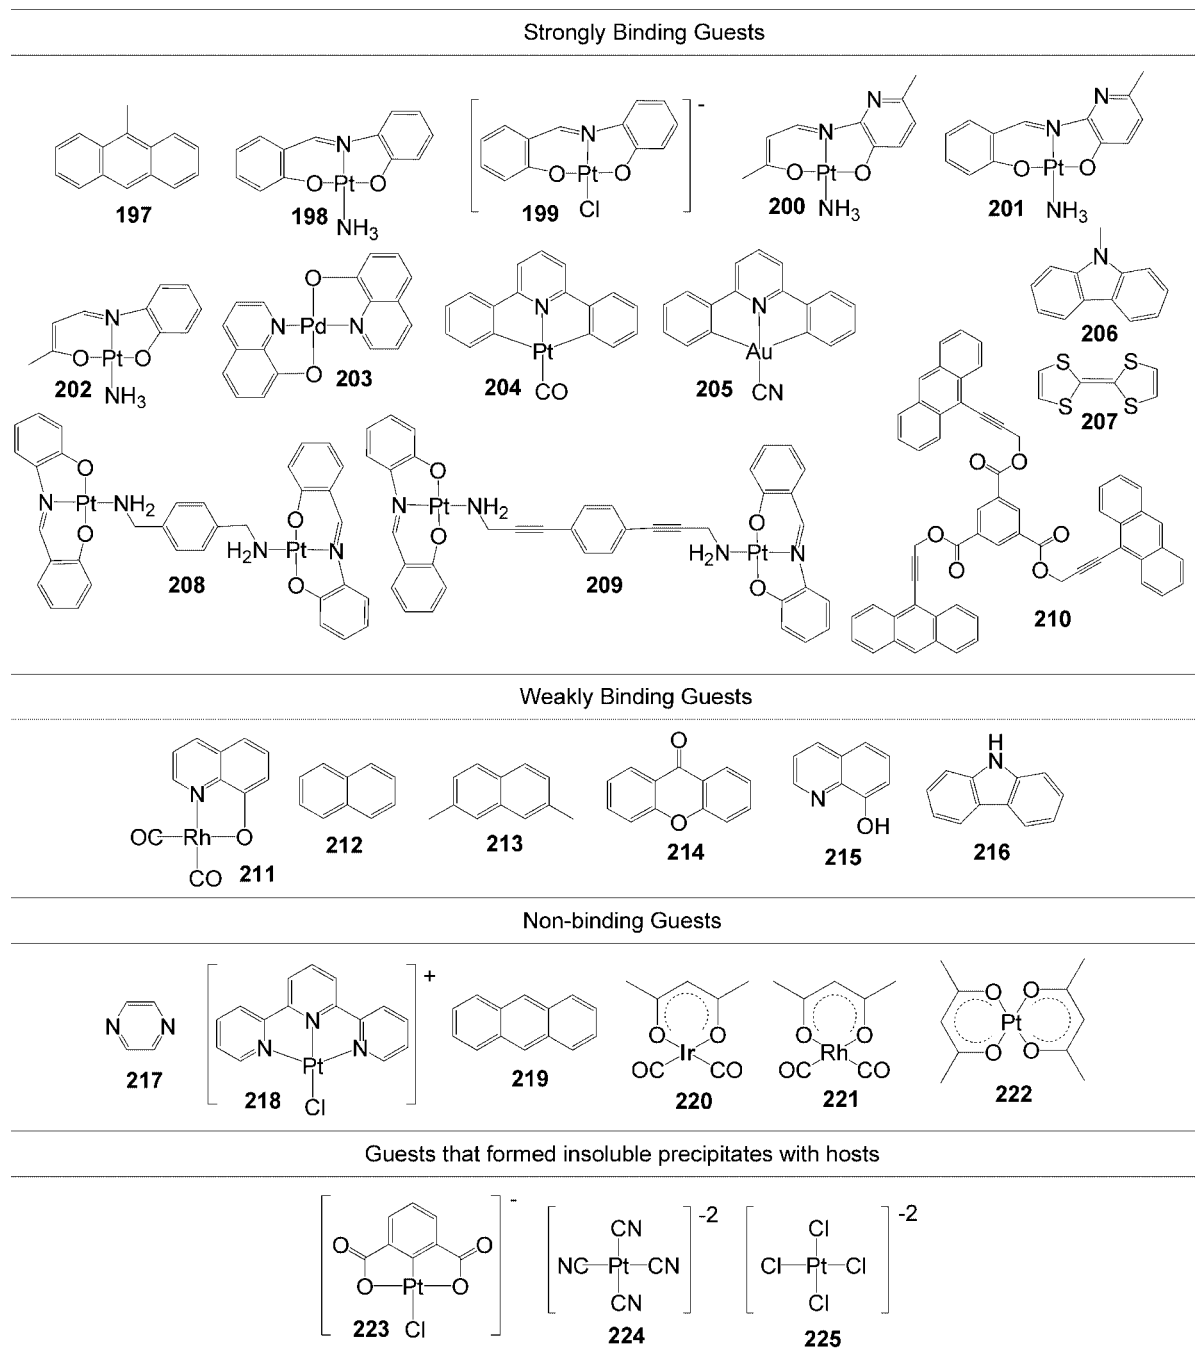 Strongly Binding Guests
N
O Pt O
NH3
197
198
-
N
O Pt O
Cl
199
N
N
O Pt O
NH3
200
N
N
O Pt O
NH3
201
N
O Pt O
NH3
202
O
N Pd N
O
203
N
Pt
CO
204
N
Au
CN
205
N
206
S S
S S
207
O
N Pt NH2
O
H2N Pt N
O
O
208
O
N Pt NH2
O
H2N Pt N
O
O
209
O O
O O
O O
210
Weakly Binding Guests
N
OC Rh O
CO
211
212
213
O
O
214
N
OH
215
H
N
216
Non-binding Guests
N N
217
+
N N N
Pt
Cl
218
219
O O
Ir
OC CO
220
O O
Rh
OC CO
221
O O
Pt
O O
222
Guests that formed insoluble precipitates with hosts
-
O O
O Pt O
Cl
223
-2
CN
NC Pt CN
CN
224
-2
Cl
Cl Pt Cl
Cl
225